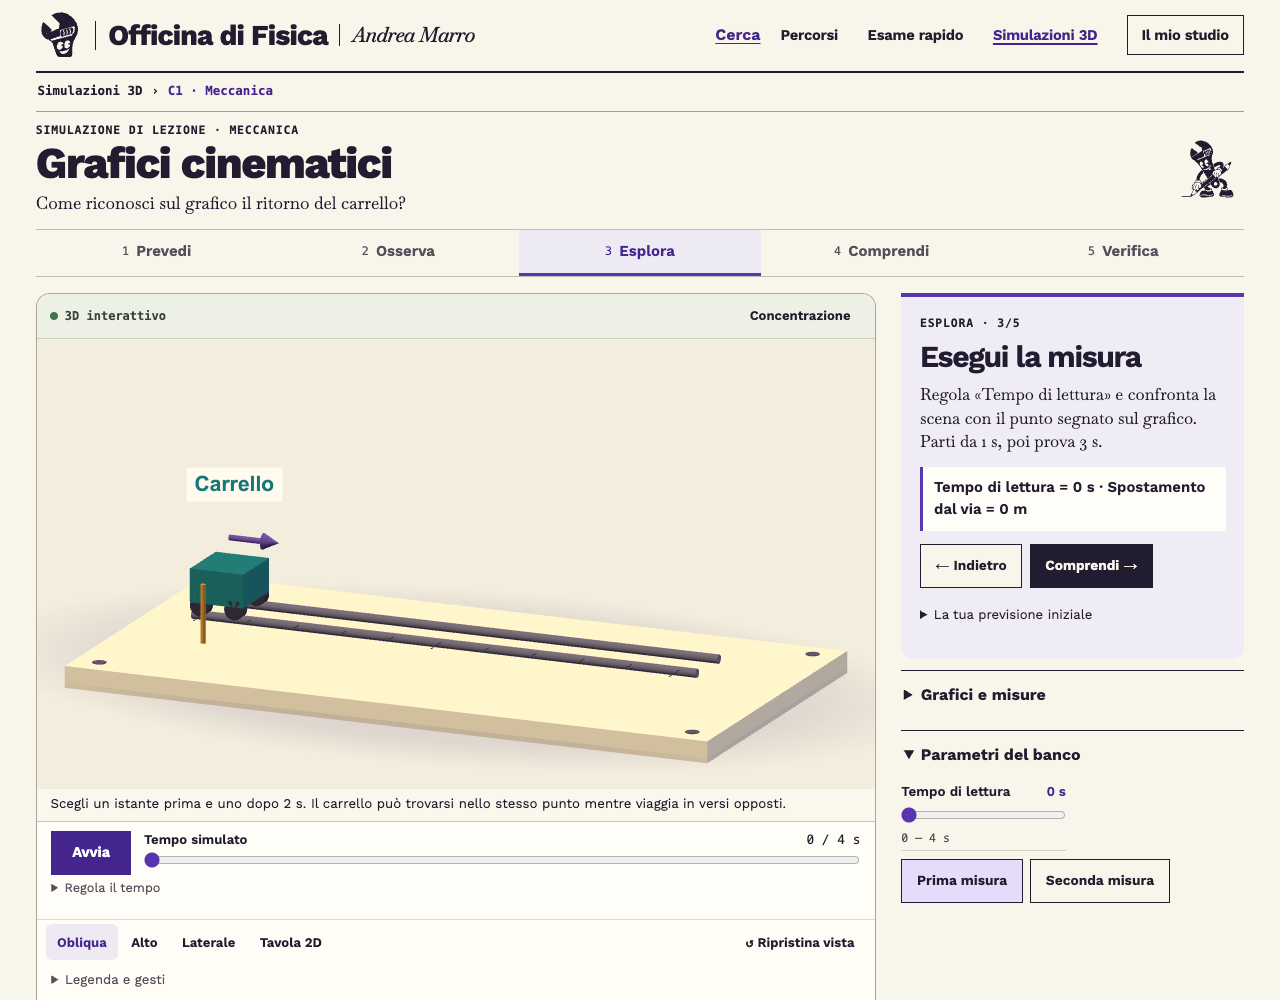 Officina di Fisica | Andrea Marro
Cerca Percorsi Esame rapido Simulazioni 3D Il mio studio
Simulazioni 3D › C1 · Meccanica
SIMULAZIONE DI LEZIONE · MECCANICA
Grafici cinematici
Come riconosci sul grafico il ritorno del carrello?
1 Prevedi 2 Osserva 3 Esplora 4 Comprendi 5 Verifica
3D interattivo Concentrazione
Carrello
Scegli un istante prima e uno dopo 2 s. Il carrello può trovarsi nello stesso punto mentre viaggia in versi opposti.
Avvia Tempo simulato 0 / 4 s
▶ Regola il tempo
Obliqua Alto Laterale Tavola 2D ↺ Ripristina vista
▶ Legenda e gesti
ESPLORA · 3/5
Esegui la misura
Regola «Tempo di lettura» e confronta la
scena con il punto segnato sul grafico.
Parti da 1 s, poi prova 3 s.
Tempo di lettura = 0 s · Spostamento
dal via = 0 m
← Indietro Comprendi →
▶ La tua previsione iniziale
▶ Grafici e misure
▼ Parametri del banco
Tempo di lettura 0 s
0 — 4 s
Prima misura Seconda misura